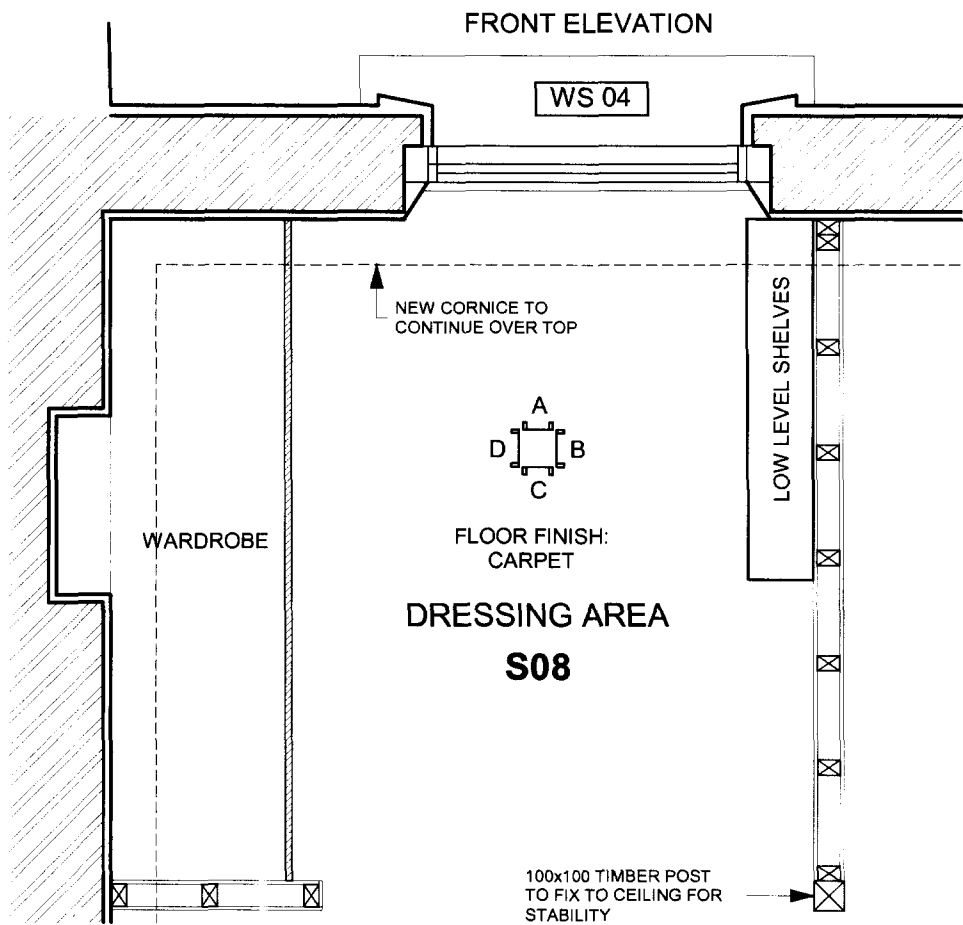 FRONT ELEVATION
WS 04
NEW CORNICE TO
CONTINUE OVER TOP
LOW LEVEL SHELVES
A
D
B
C
WARDROBE
FLOOR FINISH:
CARPET
DRESSING AREA
S08
100x100 TIMBER POST
TO FIX TO CEILING FOR
STABILITY